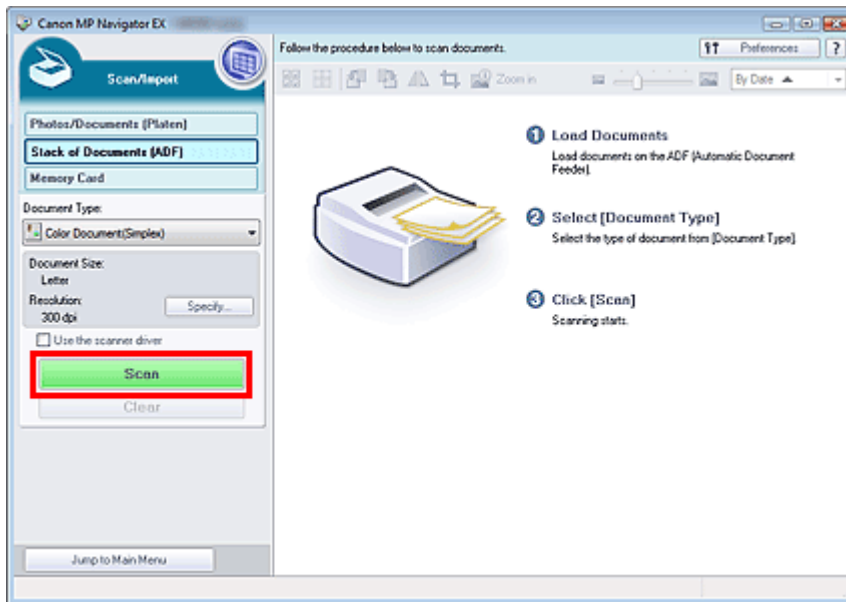 Canon MP Navigator EX
Scan/Import
Follow the procedure below to scan documents.
Preferences
?
Zoom in
By Date
Photos/Documents (Platen)
Stack of Documents (ADF)
Memory Card
Document Type:
Color Document(Simplex)
Document Size:
Letter
Resolution:
300 dpi
Specify...
Use the scanner driver
Scan
Clear
Jump to Main Menu
1 Load Documents
Load documents on the ADF (Automatic Document
Feeder).
2 Select [Document Type]
Select the type of document from [Document Type]
3 Click [Scan]
Scanning starts.